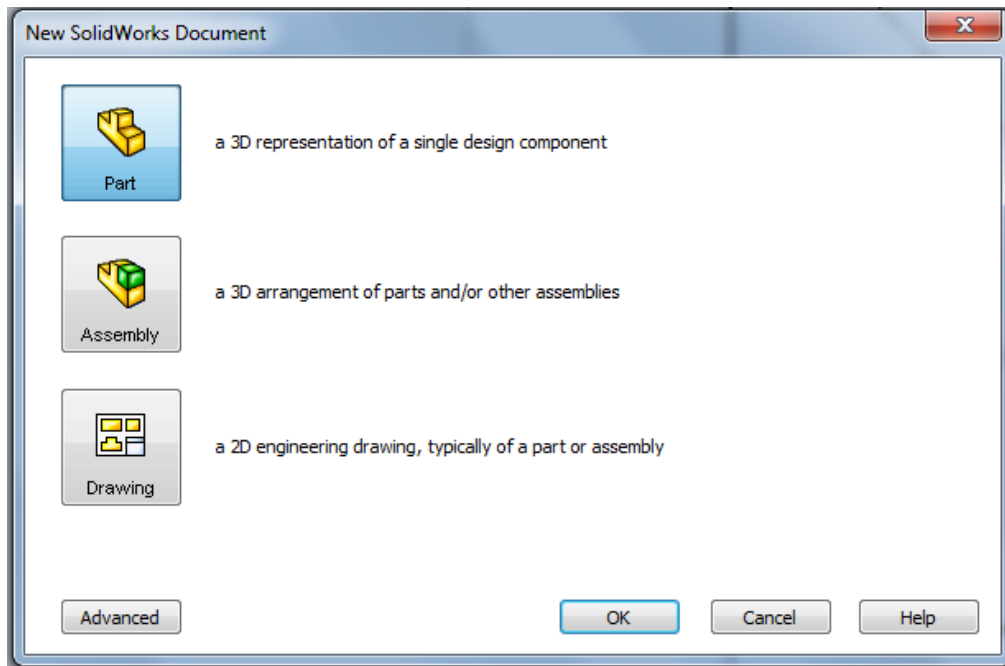 New SolidWorks Document
Part
a 3D representation of a single design component
Assembly
a 3D arrangement of parts and/or other assemblies
Drawing
a 2D engineering drawing, typically of a part or assembly
Advanced
OK
Cancel
Help